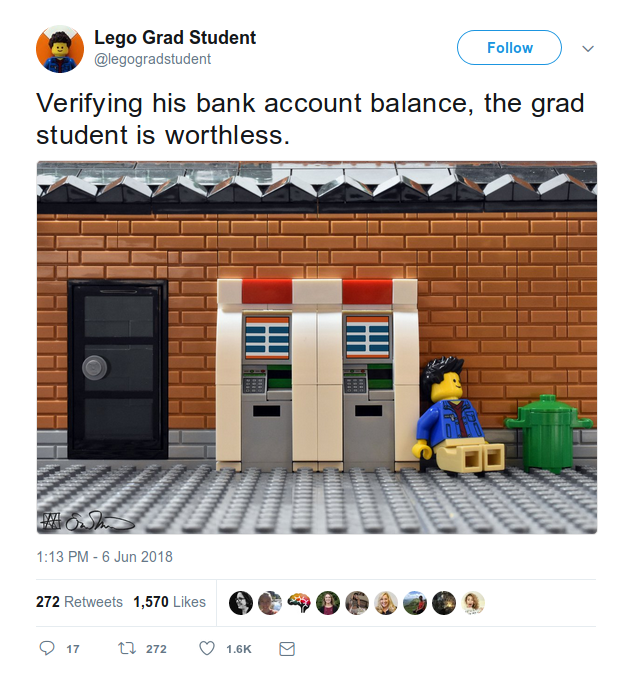 Lego Grad Student
@legogradstudent
Follow
Verifying his bank account balance, the grad
student is worthless.
1:13 PM - 6 Jun 2018
272 Retweets 1,570 Likes
17 272 1.6K